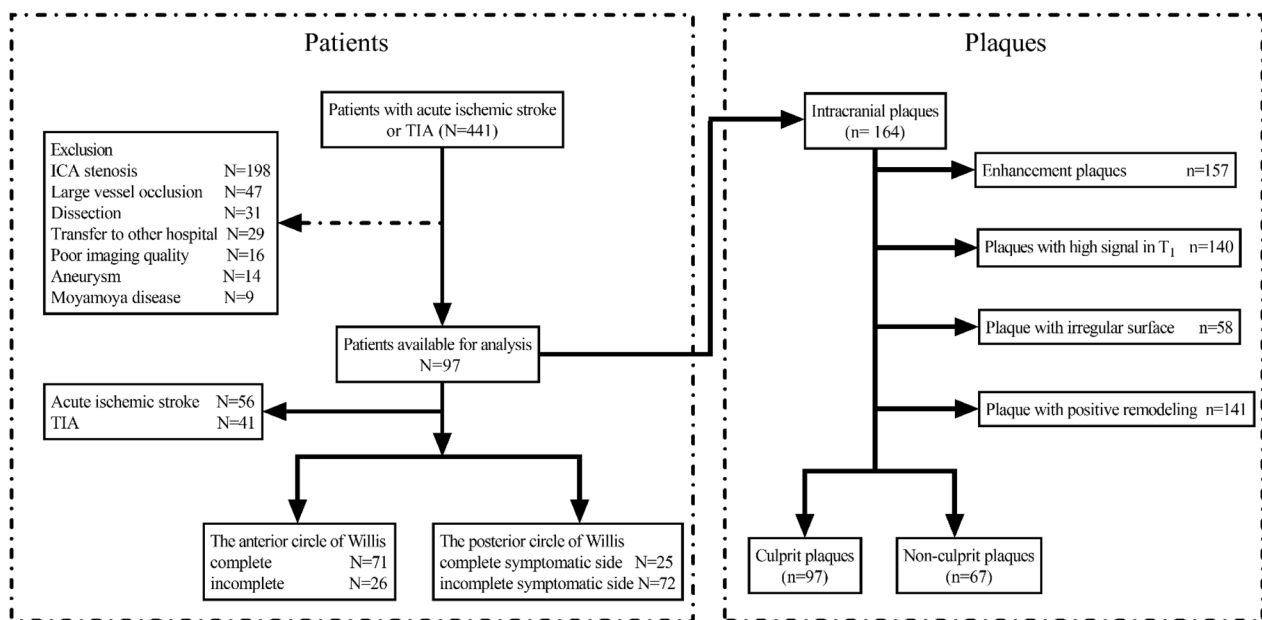 Patients
Patients with acute ischemic stroke
or TIA (N=441)
Exclusion
ICA stenosis N=198
Large vessel occlusion N=47
Dissection N=31
Transfer to other hospital N=29
Poor imaging quality N=16
Aneurysm N=14
Moyamoya disease N=9
Patients available for analysis
N=97
Acute ischemic stroke N=56
TIA N=41
The anterior circle of Willis
complete N=71
incomplete N=26
The posterior circle of Willis
complete symptomatic side N=25
incomplete symptomatic side N=72
Plaques
Intracranial plaques
(n= 164)
Enhancement plaques n=157
Plaques with high signal in T1 n=140
Plaque with irregular surface n=58
Plaque with positive remodeling n=141
Culprit plaques
(n=97)
Non-culprit plaques
(n=67)